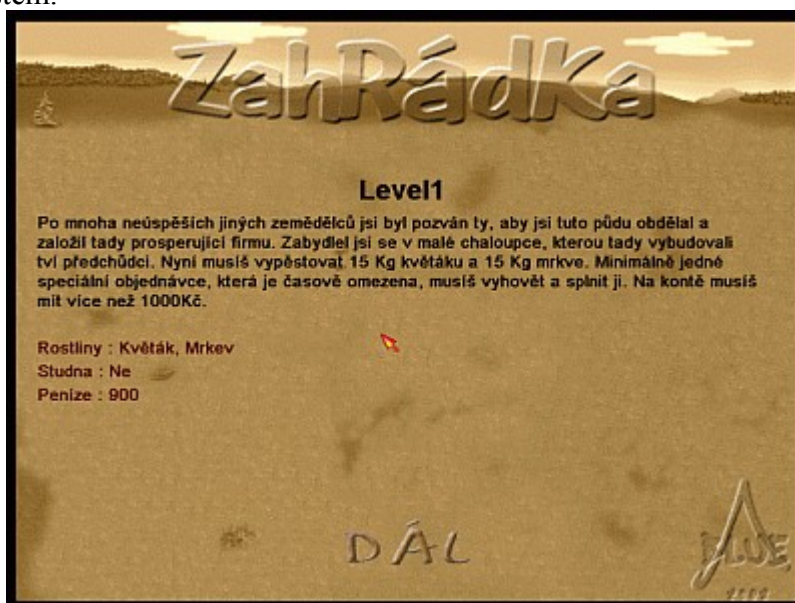 ZahRádKa
Level1
Po mnoha neúspěších jiných zemědělců jsi byl pozván ty, aby jsi tuto půdu obdělal a
založil tady prosperující firmu. Zabydlel jsi se v malé chaloupce, kterou tady vybudovali
tví předchůdci. Nyní musíš vypěstovat 15 Kg květáku a 15 Kg mrkve. Minimálně jedné
speciální objednávce, která je časově omezena, musíš vyhovět a splnit ji. Na kontě musíš
mít více než 1000Kč.
Rostliny : Květák, Mrkev
Studna : Ne
Peníze : 900
DÁL